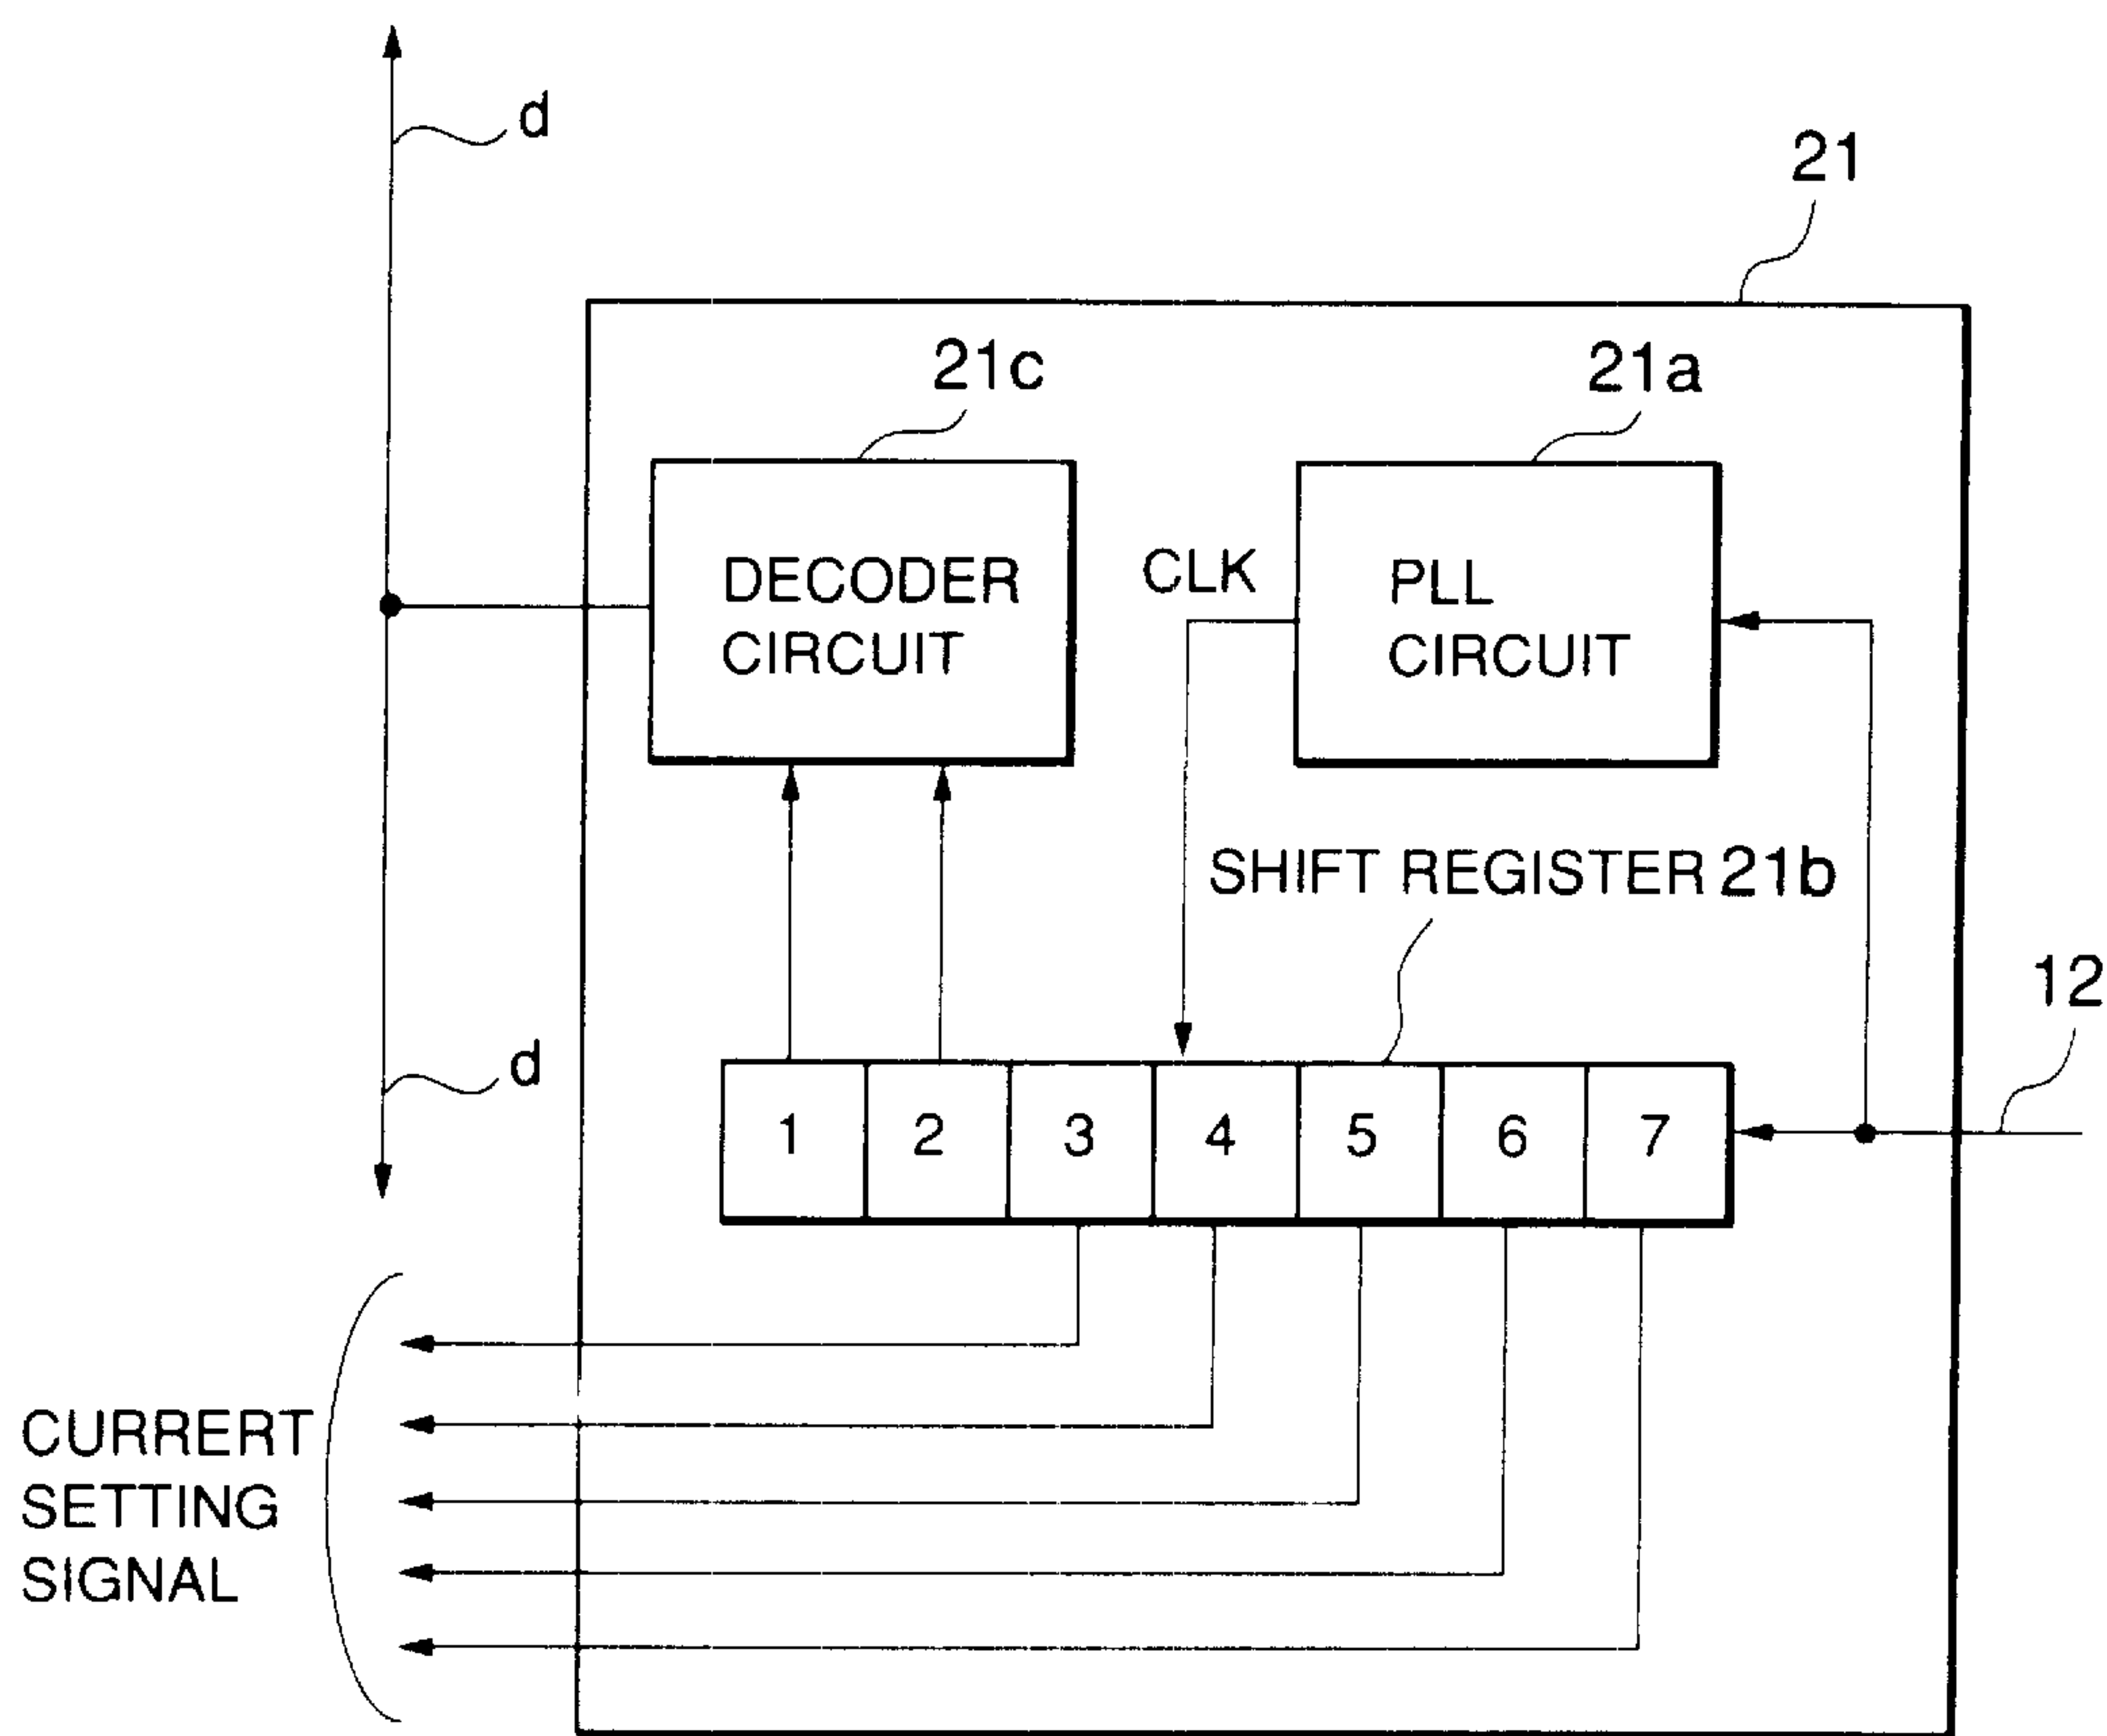 d
21
21c
21a
DECODER
CIRCUIT
CLK
PLL
CIRCUIT
SHIFT REGISTER 21b
12
d
1 2 3 4 5 6 7
CURRERT
SETTING
SIGNAL